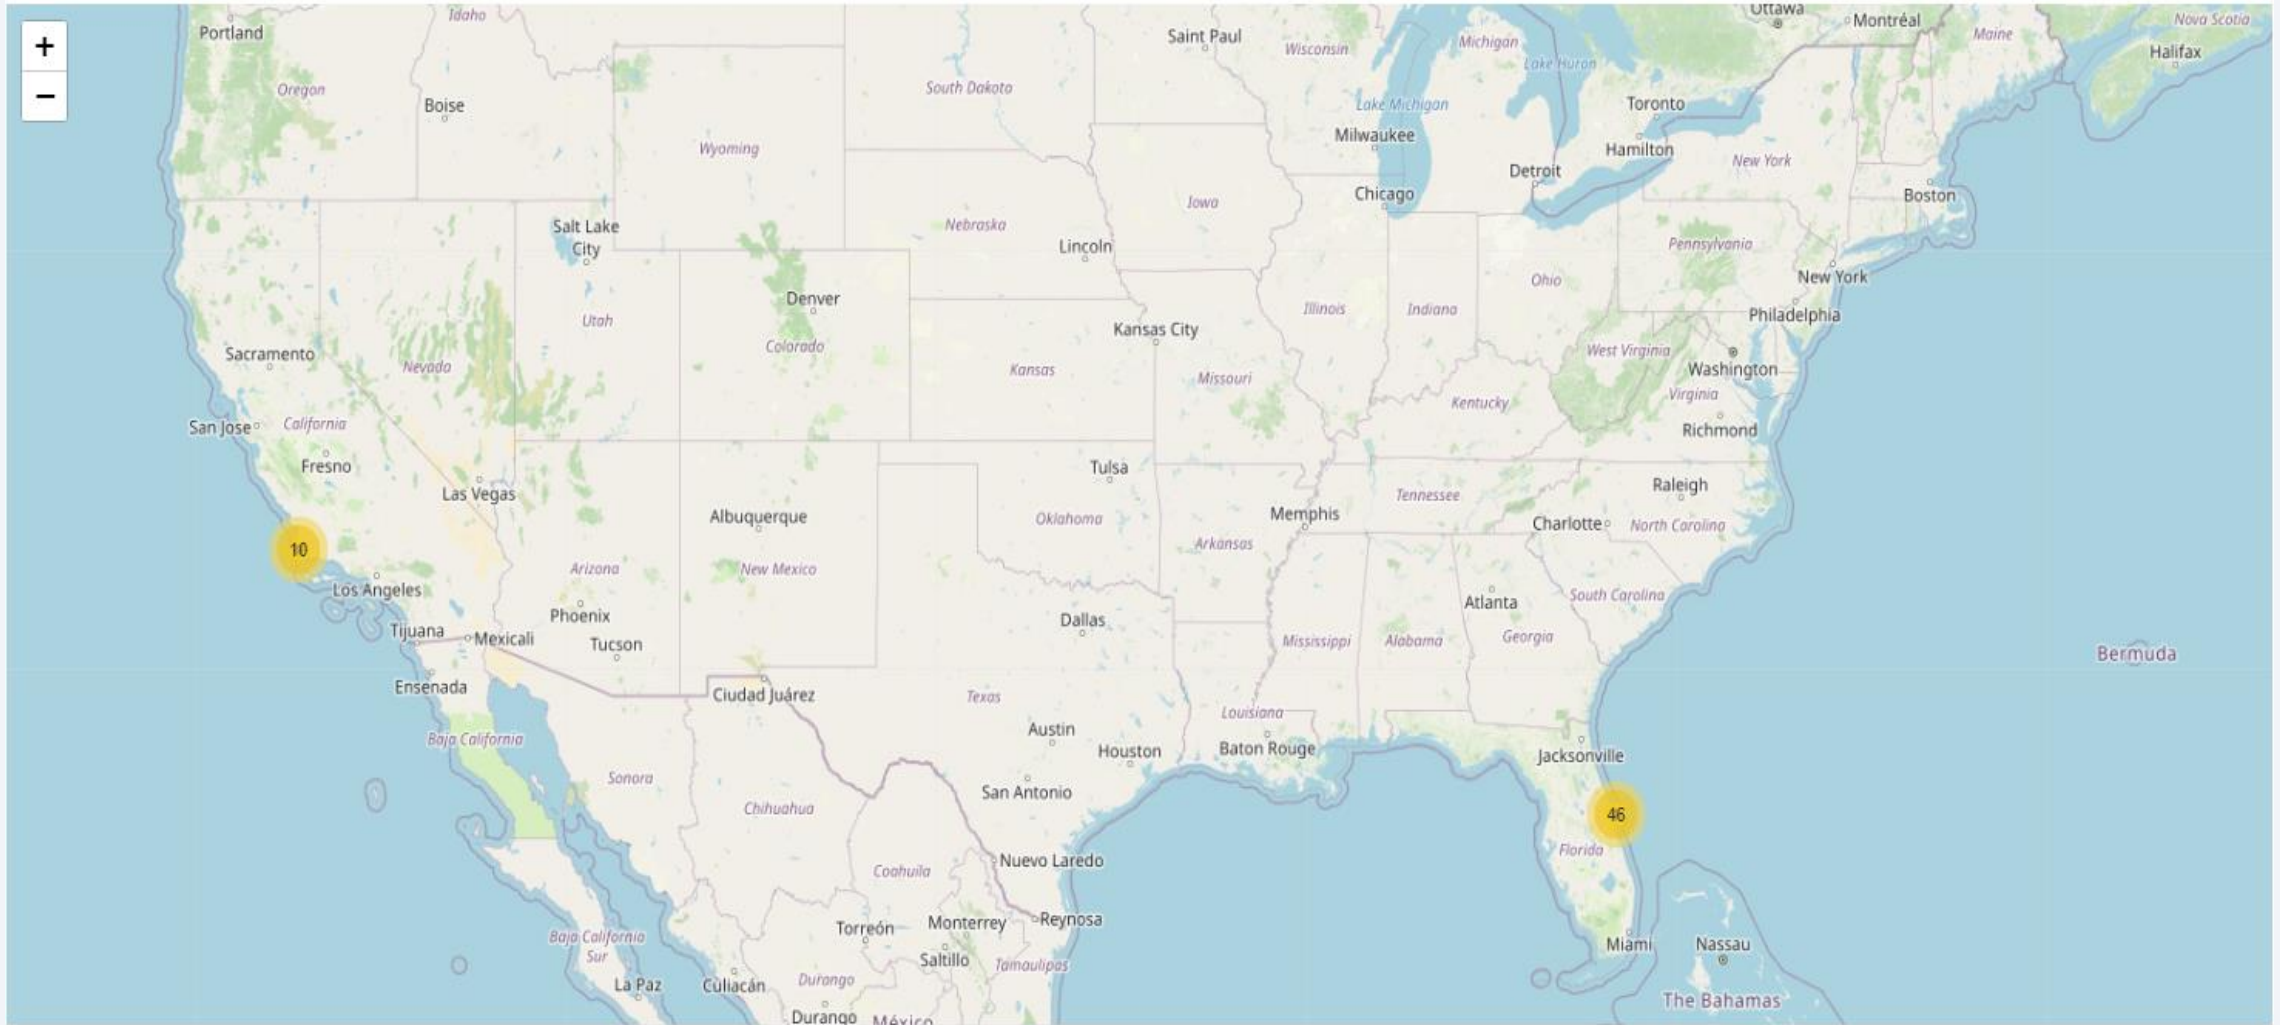 +
−
Portland
Idaho
Ottawa
Montréal
Nova Scotia
Saint Paul
Wisconsin
Michigan
Maine
Halifax
Lake Huron
Oregon
South Dakota
Boise
Lake Michigan
Toronto
Milwaukee
Wyoming
Hamilton
New York
Detroit
Chicago
Boston
Iowa
Salt Lake
City
Nebraska
Lincoln
Pennsylvania
New York
Ohio
Denver
Illinois
Indiana
Philadelphia
Utah
Kansas City
Colorado
Sacramento
West Virginia
Nevada
Kansas
Missouri
Washington
Virginia
Kentucky
San Jose
California
Richmond
Fresno
Tulsa
Las Vegas
Raleigh
Tennessee
Albuquerque
Oklahoma
Memphis
Charlotte
North Carolina
10
Arkansas
Arizona
New Mexico
Los Angeles
South Carolina
Phoenix
Atlanta
Dallas
Tijuana
Mexicali
Tucson
Mississippi
Alabama
Georgia
Bermuda
Ensenada
Ciudad Juárez
Texas
Louisiana
Baja California
Austin
Houston
Baton Rouge
Jacksonville
Sonora
San Antonio
Chihuahua
46
Florida
Nuevo Laredo
Coahuila
Reynosa
Torreón
Monterrey
Baja California
Sur
Miami
Nassau
Saltillo
Tamaulipas
La Paz
Culiacán
Durango
The Bahamas
Durango
México